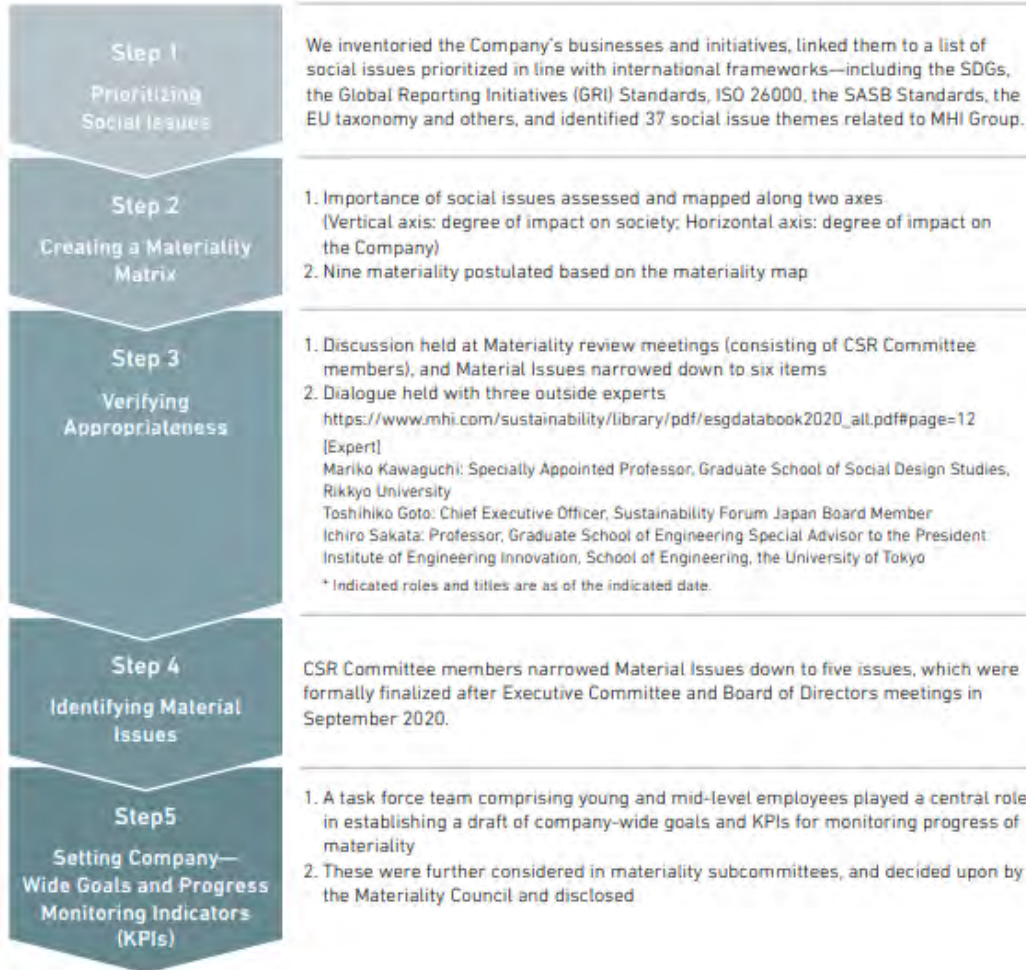 Step 1
Prioritizing
Social Issues
We inventoried the Company's businesses and initiatives, linked them to a list of
social issues prioritized in line with international frameworks—including the SDGs,
the Global Reporting Initiatives (GRI) Standards, ISO 26000, the SASB Standards, the
EU taxonomy and others, and identified 37 social issue themes related to MHI Group.
Step 2
Creating a Materiality
Matrix
1. Importance of social issues assessed and mapped along two axes
(Vertical axis: degree of impact on society; Horizontal axis: degree of impact on
the Company)
2. Nine materiality postulated based on the materiality map
Step 3
Verifying
Appropriateness
1. Discussion held at Materiality review meetings (consisting of CSR Committee
members), and Material Issues narrowed down to six items
2. Dialogue held with three outside experts
https://www.mhi.com/sustainability/library/pdf/esgdatabook2020_all.pdf#page=12
[Expert]
Mariko Kawaguchi: Specially Appointed Professor, Graduate School of Social Design Studies,
Rikkyo University
Toshihiko Goto: Chief Executive Officer, Sustainability Forum Japan Board Member
Ichiro Sakata: Professor, Graduate School of Engineering Special Advisor to the President
Institute of Engineering Innovation, School of Engineering, the University of Tokyo
* Indicated roles and titles are as of the indicated date.
Step 4
Identifying Material
Issues
CSR Committee members narrowed Material Issues down to five issues, which were
formally finalized after Executive Committee and Board of Directors meetings in
September 2020.
Step5
Setting Company—
Wide Goals and Progress
Monitoring Indicators
(KPIs)
1. A task force team comprising young and mid-level employees played a central role
in establishing a draft of company-wide goals and KPIs for monitoring progress of
materiality
2. These were further considered in materiality subcommittees, and decided upon by
the Materiality Council and disclosed